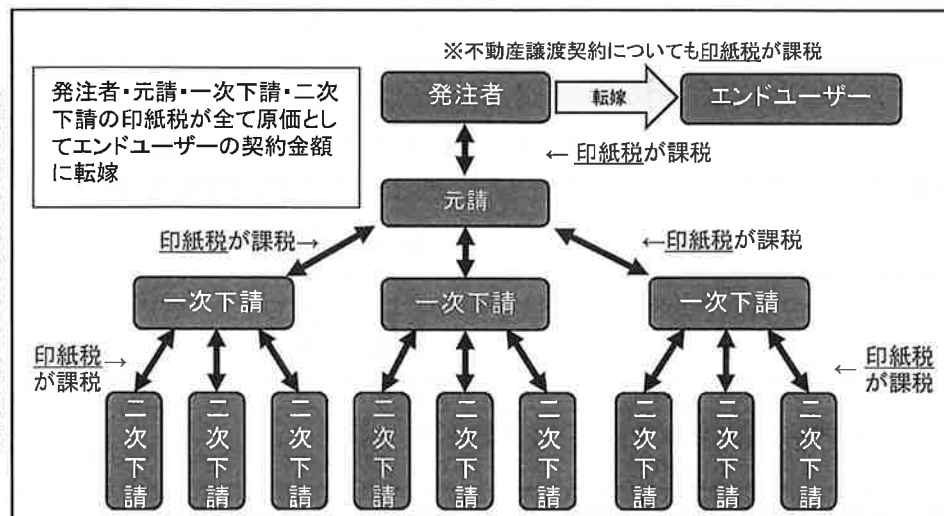 ※不動産譲渡契約についても印紙税が課税
発注者・元請・一次下請・二次
下請の印紙税が全て原価とし
てエンドユーザーの契約金額
に転嫁
発注者
転嫁
エンドユーザー
← 印紙税が課税
元請
印紙税が課税→
←印紙税が課税
一次下請
一次下請
一次下請
印紙税→
が課税
← 印紙税
が課税
二次下請
二次下請
二次下請
二次下請
二次下請
二次下請
二次下請
二次下請
二次下請